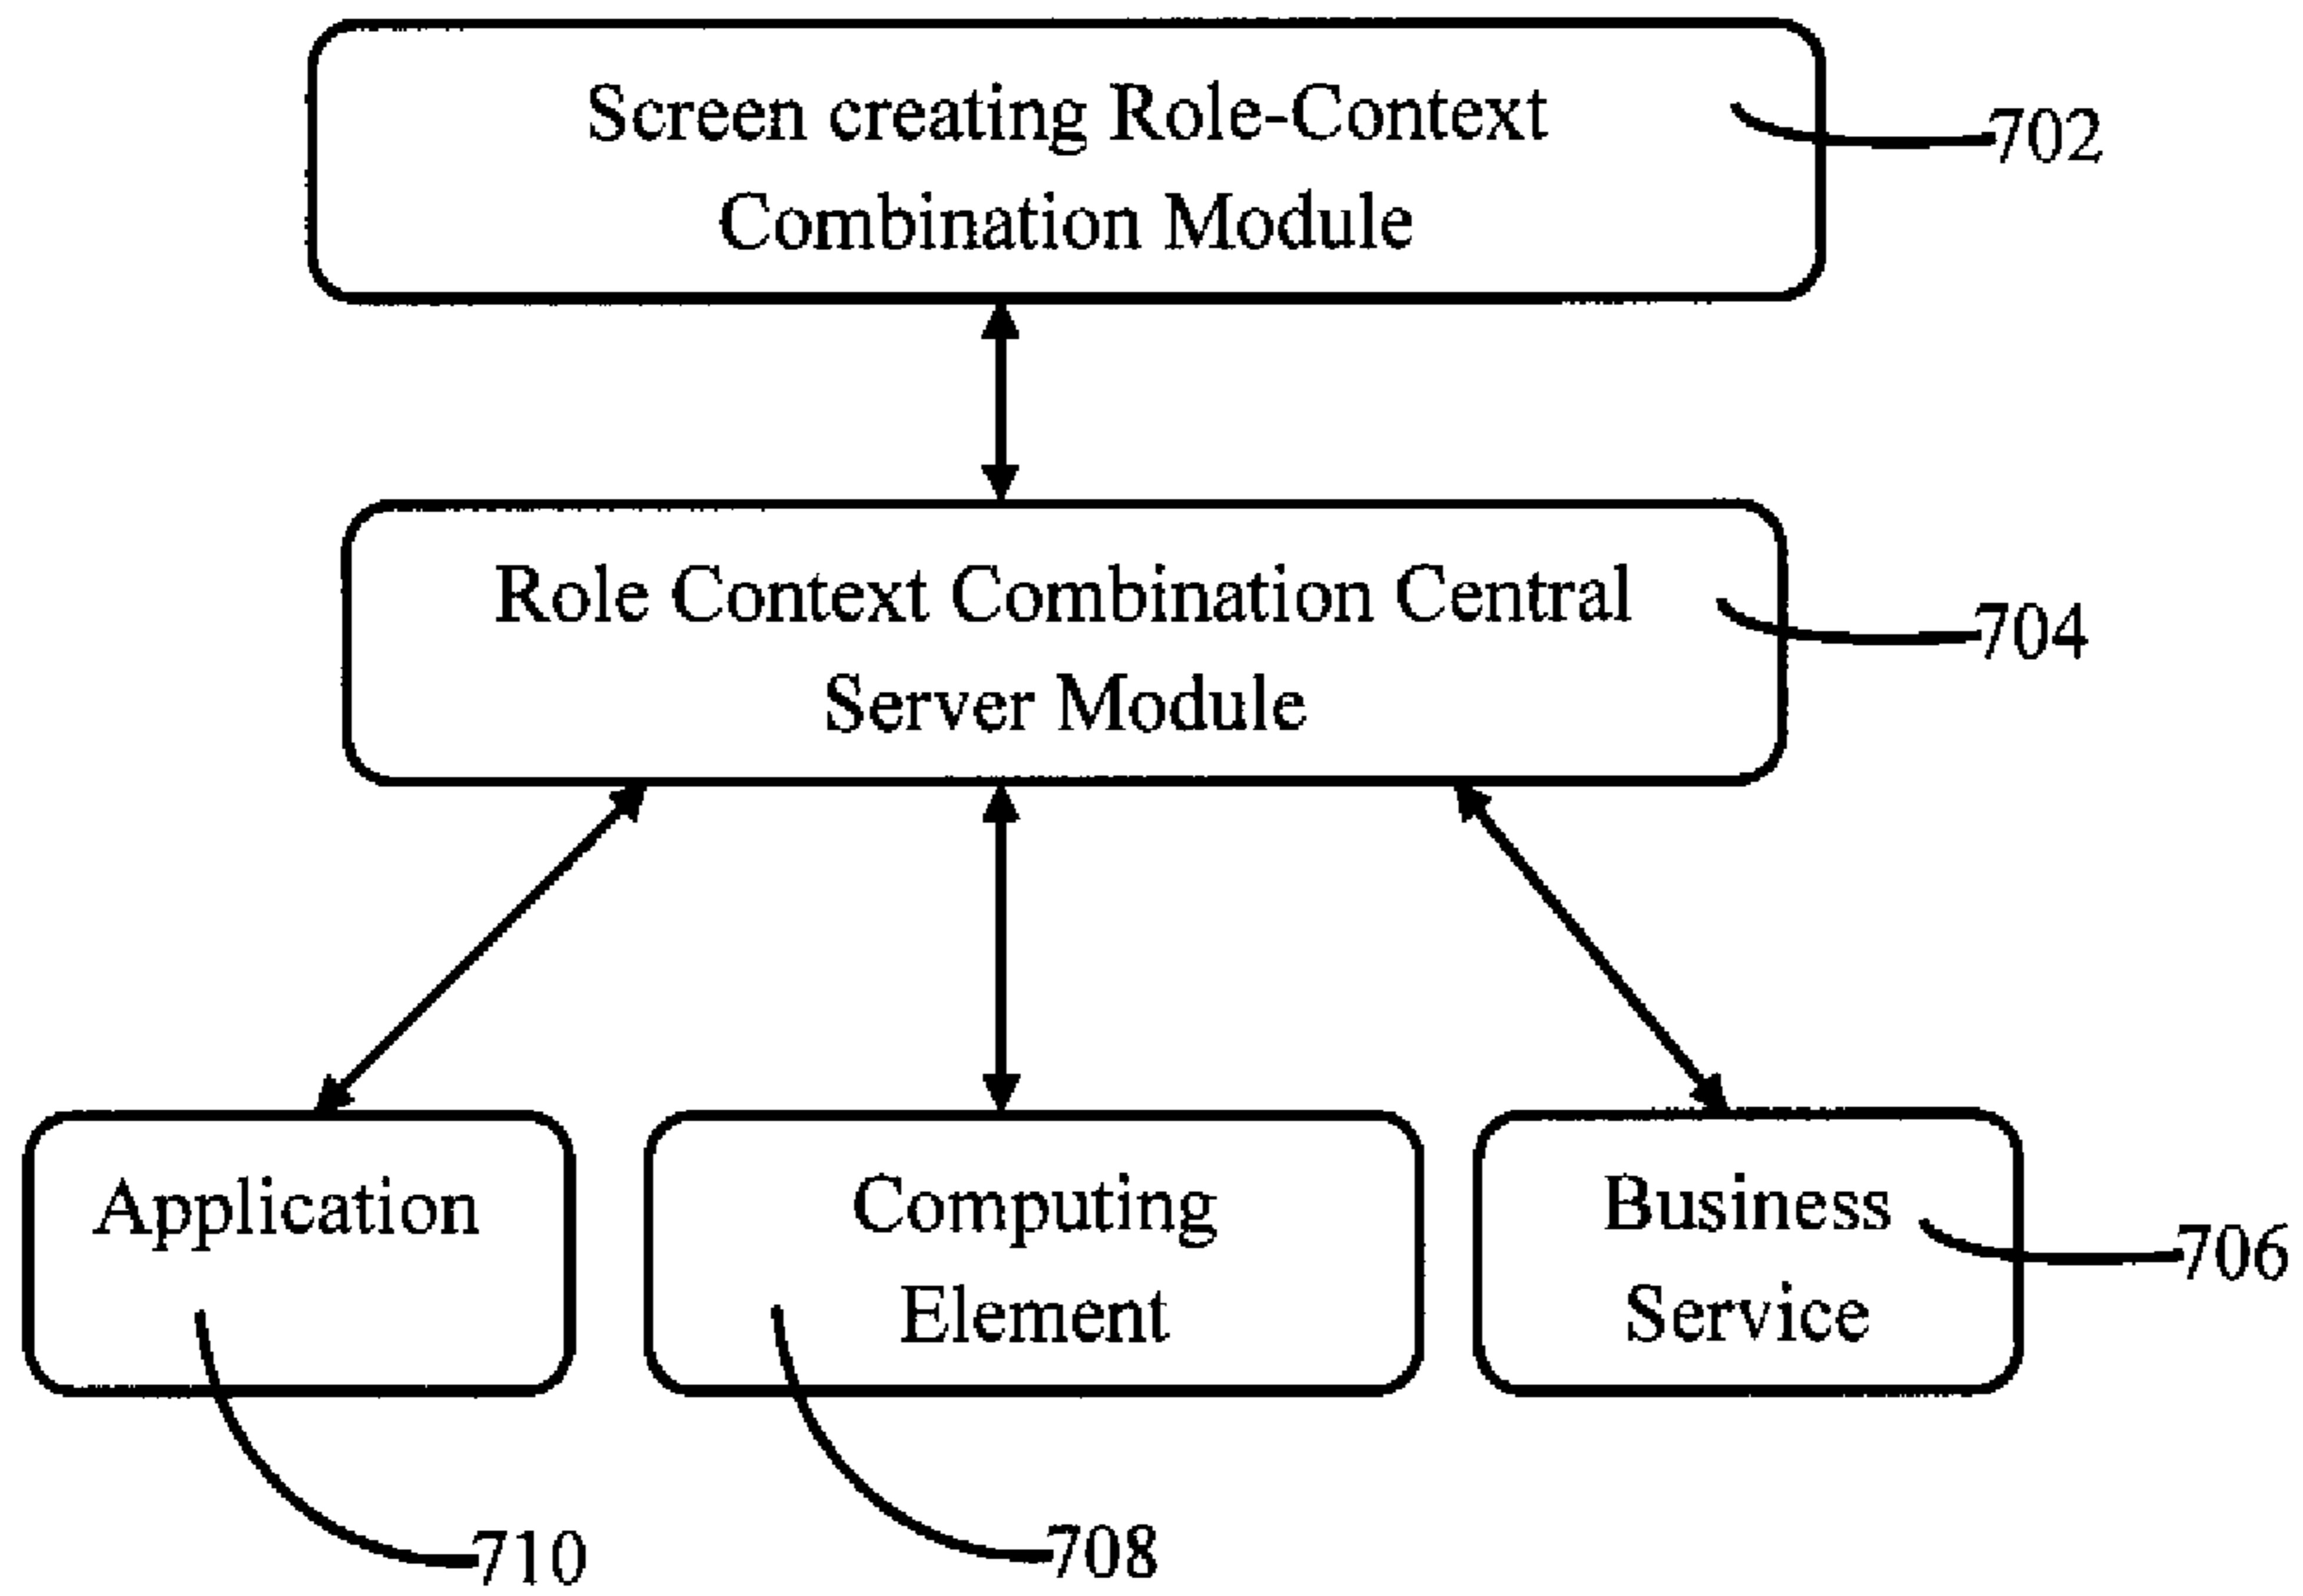 Screen creating Role-Context
Combination Module
702
Role Context Combination Central
Server Module
704
Application
Computing
Element
Business
Service
706
710
708